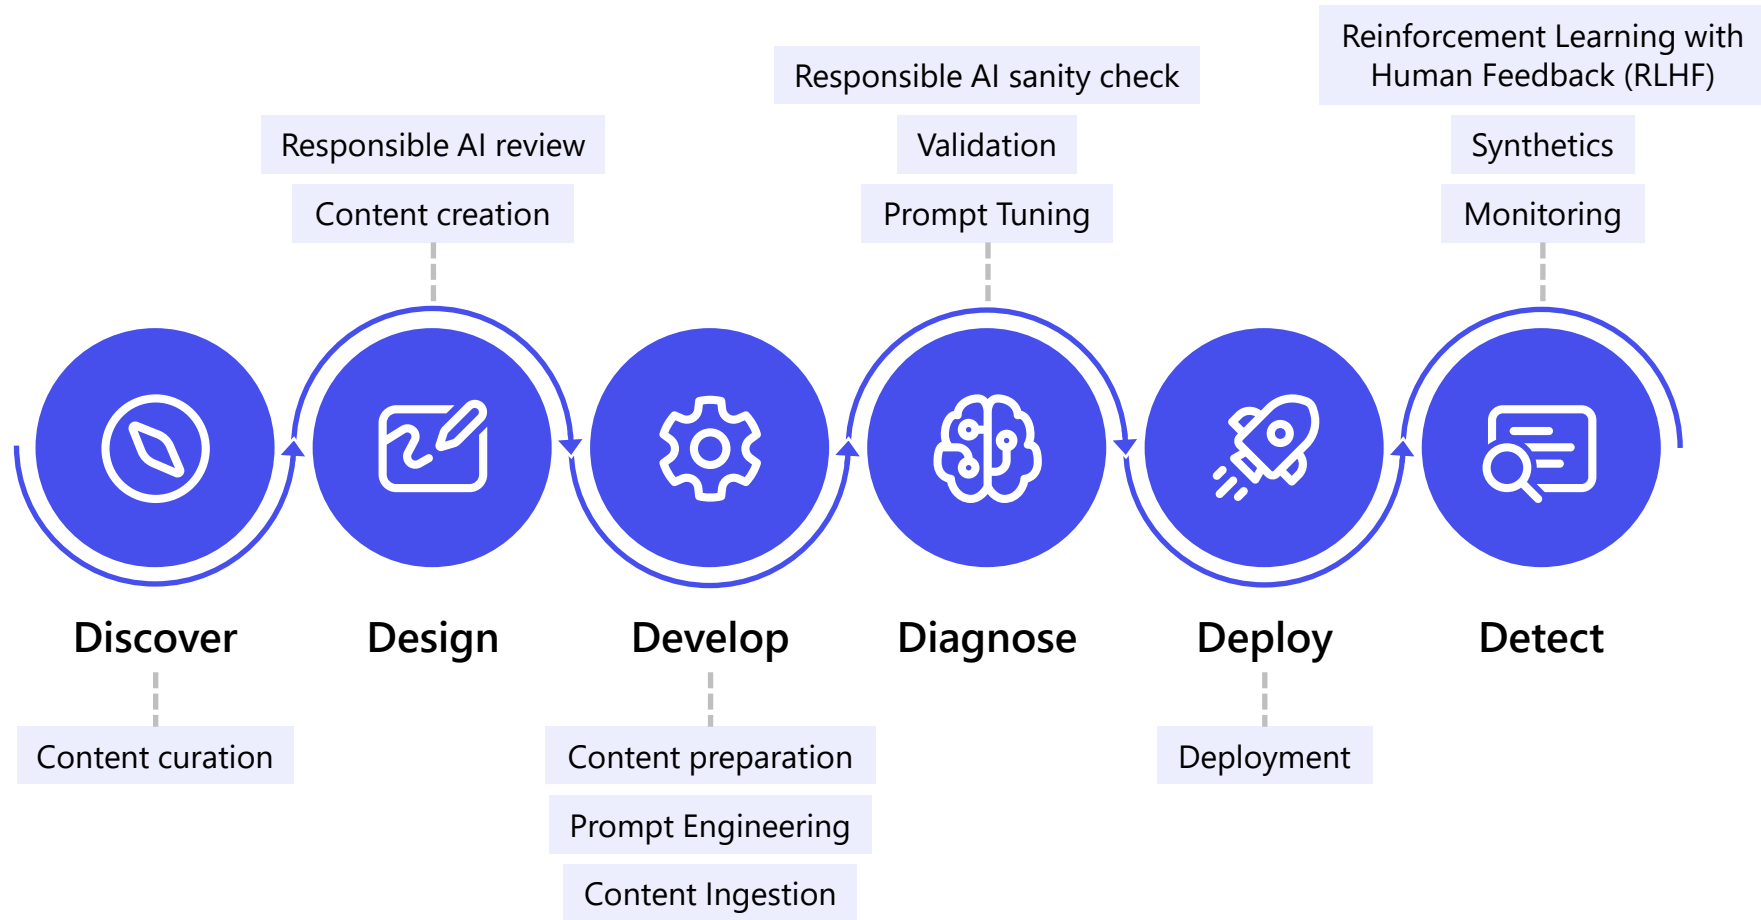 Reinforcement Learning with
Human Feedback (RLHF)
Responsible AI sanity check
Responsible AI review
Validation
Synthetics
Content creation
Prompt Tuning
Monitoring
Discover
Design
Develop
Diagnose
Deploy
Detect
Content curation
Content preparation
Deployment
Prompt Engineering
Content Ingestion